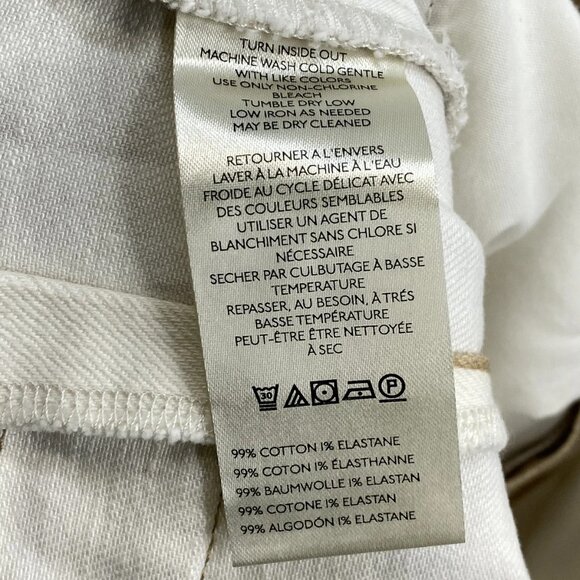 TURN INSIDE OUT
MACHINE WASH COLD GENTLE
WITH LIKE COLORS
USE ONLY NON-CHLORINE
BLEACH
TUMBLE DRY LOW
LOW IRON AS NEEDED
MAY BE DRY CLEANED
RETOURNER A L'ENVERS
LAVER À LA MACHINE À L'EAU
FROIDE AU CYCLE DÉLICAT AVEC
DES COULEURS SEMBLABLES
UTILISER UN AGENT DE
BLANCHIMENT SANS CHLORE SI
NÉCESSAIRE
SECHER PAR CULBUTAGE À BASSE
TEMPERATURE
REPASSER, AU BESOIN, À TRÉS
BASSE TEMPÉRATURE
PEUT-ÊTRE ÊTRE NETTOYÉE
À SEC
30 P
99% COTTON 1% ELASTANE
99% COTON 1% ÉLASTHANNE
99% BAUMWOLLE 1% ELASTAN
99% COTONE 1% ELASTAN
99% ALGODÓN 1% ELASTANE